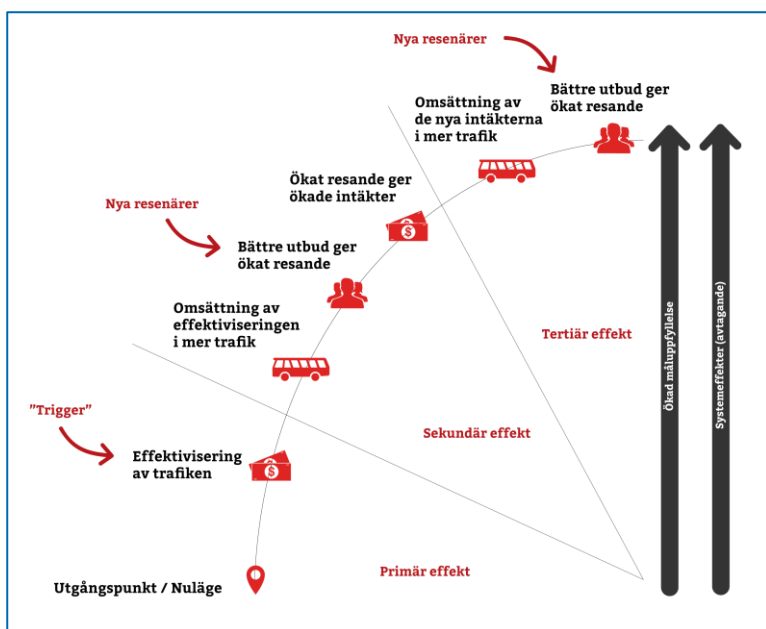 Nya resenärer
Bättre utbud ger
ökat resande
Omsättning av
de nya intäkterna
i mer trafik
Ökat resande ger
ökade intäkter
$
Nya resenärer
Bättre utbud ger
ökat resande
Omsättning av
effektiviseringen
i mer trafik
Tertiär effekt
Ökad måluppfyllelse
Systemeffekter (avtagande)
"Trigger"
Sekundär effekt
Effektivisering
av trafiken
$
Primär effekt
Utgångspunkt / Nuläge